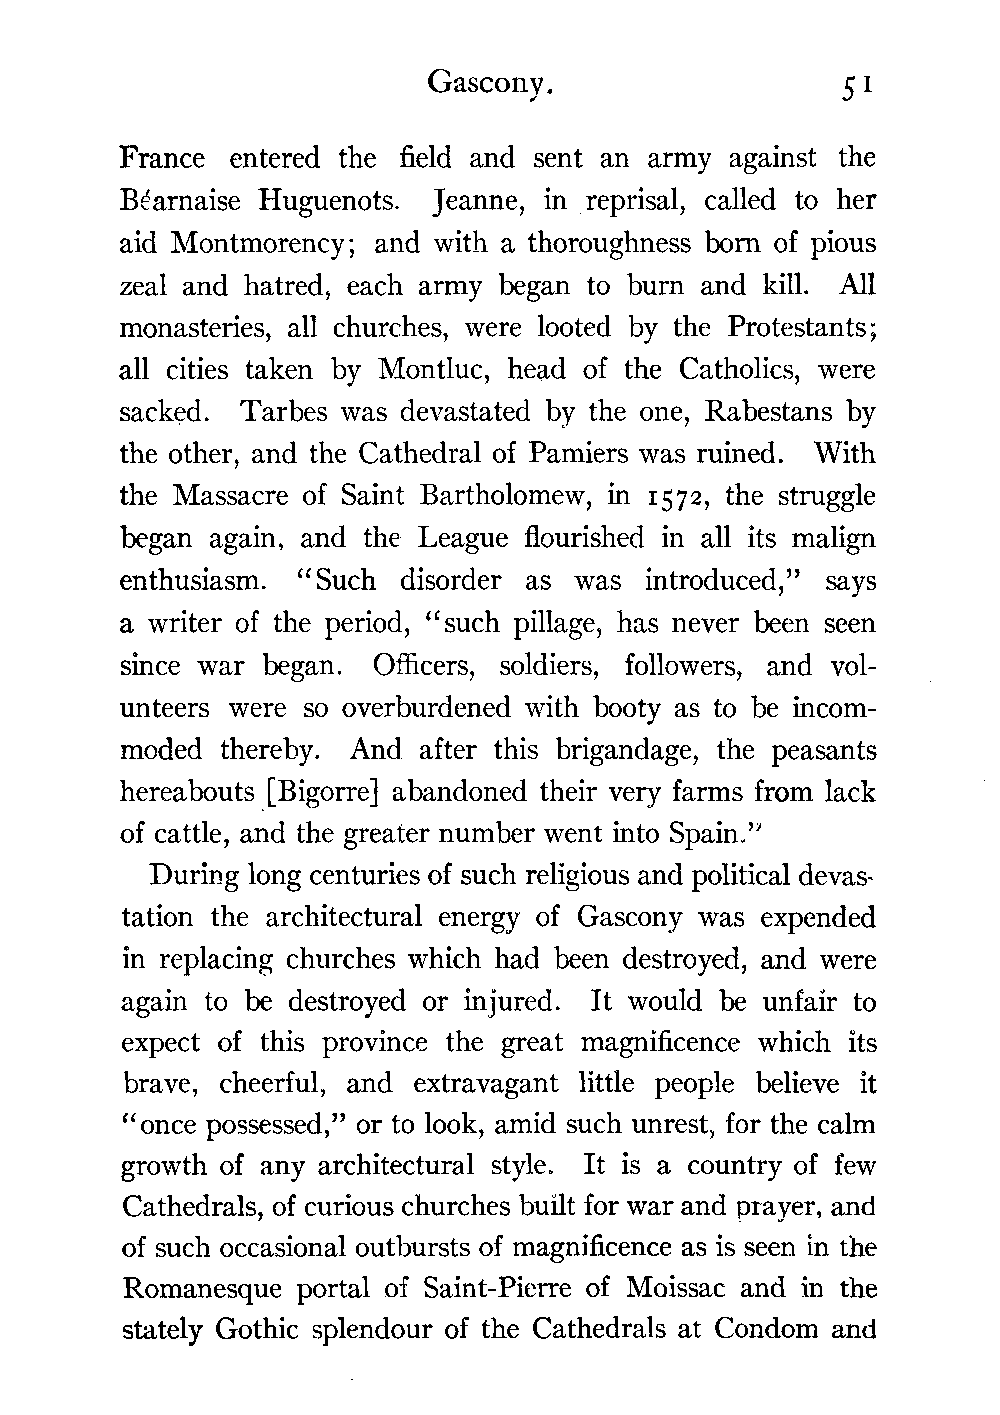 Gascony. 51
France entered the field and sent an army against the
Béarnaise Huguenots. Jeanne, in reprisal, called to her
aid Montmorency; and with a thoroughness born of pious
zeal and hatred, each army began to burn and kill. All
monasteries, all churches, were looted by the Protestants;
all cities taken by Montluc, head of the Catholics, were
sacked. Tarbes was devastated by the one, Rabestans by
the other, and the Cathedral of Pamiers was ruined. With
the Massacre of Saint Bartholomew, in 1572, the struggle
began again, and the League flourished in all its malign
enthusiasm. “Such disorder as was introduced,” says
a writer of the period, “such pillage, has never been seen
since war began. Officers, soldiers, followers, and vol-
unteers were so overburdened with booty as to be incom-
moded thereby. And after this brigandage, the peasants
hereabouts [Bigorre] abandoned their very farms from lack
of cattle, and the greater number went into Spain.”
During long centuries of such religious and political devas-
tation the architectural energy of Gascony was expended
in replacing churches which had been destroyed, and were
again to be destroyed or injured. It would be unfair to
expect of this province the great magnificence which its
brave, cheerful, and extravagant little people believe it
“once possessed,” or to look, amid such unrest, for the calm
growth of any architectural style. It is a country of few
Cathedrals, of curious churches built for war and prayer, and
of such occasional outbursts of magnificence as is seen in the
Romanesque portal of Saint-Pierre of Moissac and in the
stately Gothic splendour of the Cathedrals at Condom and